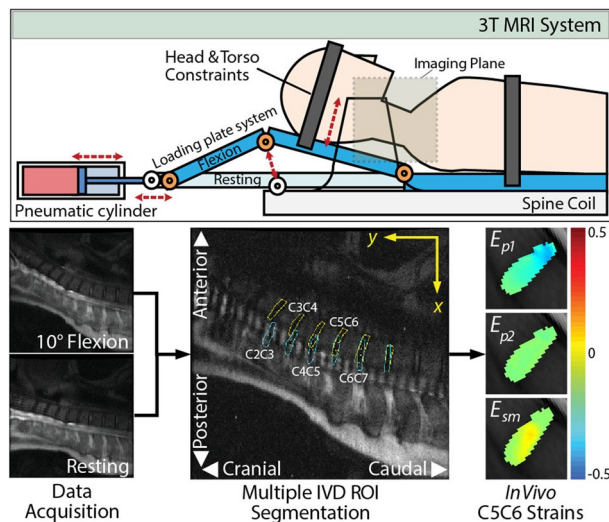 3T MRI System
Head & Torso
Constraints
Imaging Plane
Loading plate system
Flexion
Resting
Pneumatic cylinder
Spine Coil
10° Flexion
Resting
Data
Acquisition
Anterior
Posterior
y
x
C3C4
C5C6
C2C3
C4C5
C6C7
Cranial
Caudal
Multiple IVD ROI
Segmentation
Ep1
Ep2
Esm
0.5
0
-0.5
InVivo
C5C6 Strains